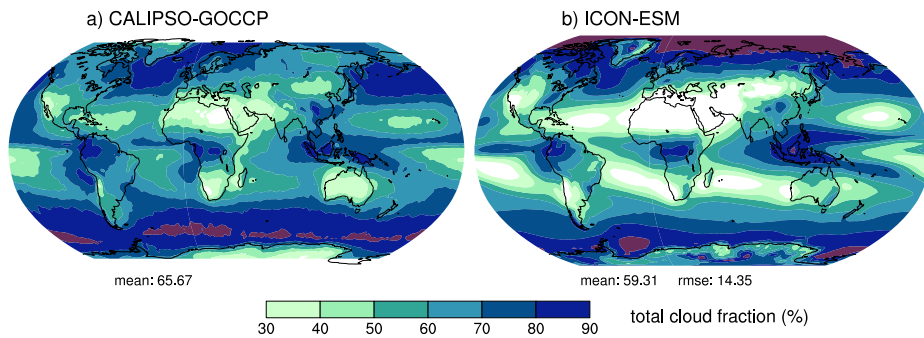 a) CALIPSO-GOCCP
b) ICON-ESM
mean: 65.67
mean: 59.31 rmse: 14.35
30 40 50 60 70 80 90
total cloud fraction (%)